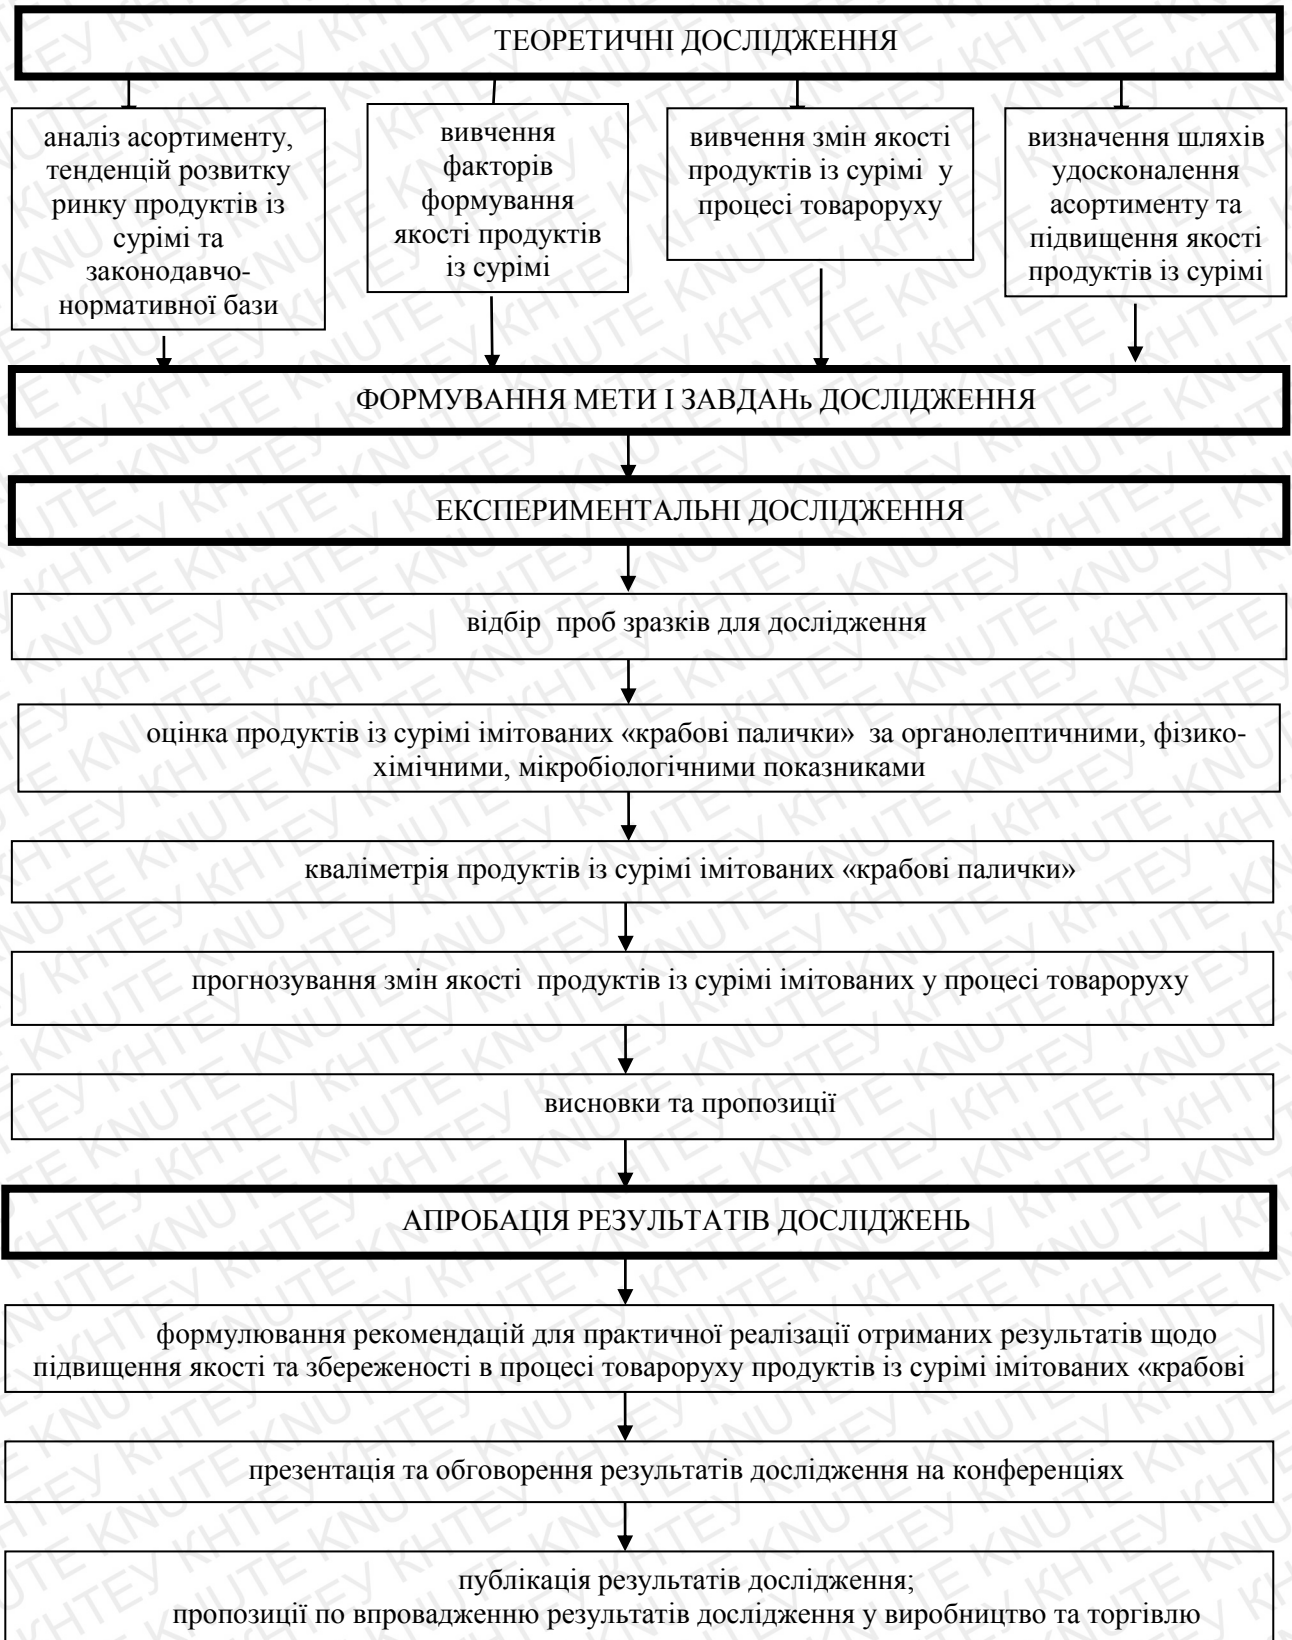 ТЕОРЕТИЧНІ ДОСЛІДЖЕННЯ
аналіз асортименту,
тенденцій розвитку
ринку продуктів із
сурімі та
законодавчо-
нормативної бази
вивчення
факторів
формування
якості продуктів
із сурімі
вивчення змін якості
продуктів із сурімі у
процесі товароруху
визначення шляхів
удосконалення
асортименту та
підвищення якості
продуктів із сурімі
ФОРМУВАННЯ МЕТИ І ЗАВДАНЬ ДОСЛІДЖЕННЯ
ЕКСПЕРИМЕНТАЛЬНІ ДОСЛІДЖЕННЯ
відбір проб зразків для дослідження
оцінка продуктів із сурімі імітованих «крабові палички» за органолептичними, фізико-
хімічними, мікробіологічними показниками
кваліметрія продуктів із сурімі імітованих «крабові палички»
прогнозування змін якості продуктів із сурімі імітованих у процесі товароруху
висновки та пропозиції
АПРОБАЦІЯ РЕЗУЛЬТАТІВ ДОСЛІДЖЕНЬ
формулювання рекомендацій для практичної реалізації отриманих результатів щодо
підвищення якості та збереженості в процесі товароруху продуктів із сурімі імітованих «крабові
презентація та обговорення результатів дослідження на конференціях
публікація результатів дослідження;
пропозиції по впровадженню результатів дослідження у виробництво та торгівлю